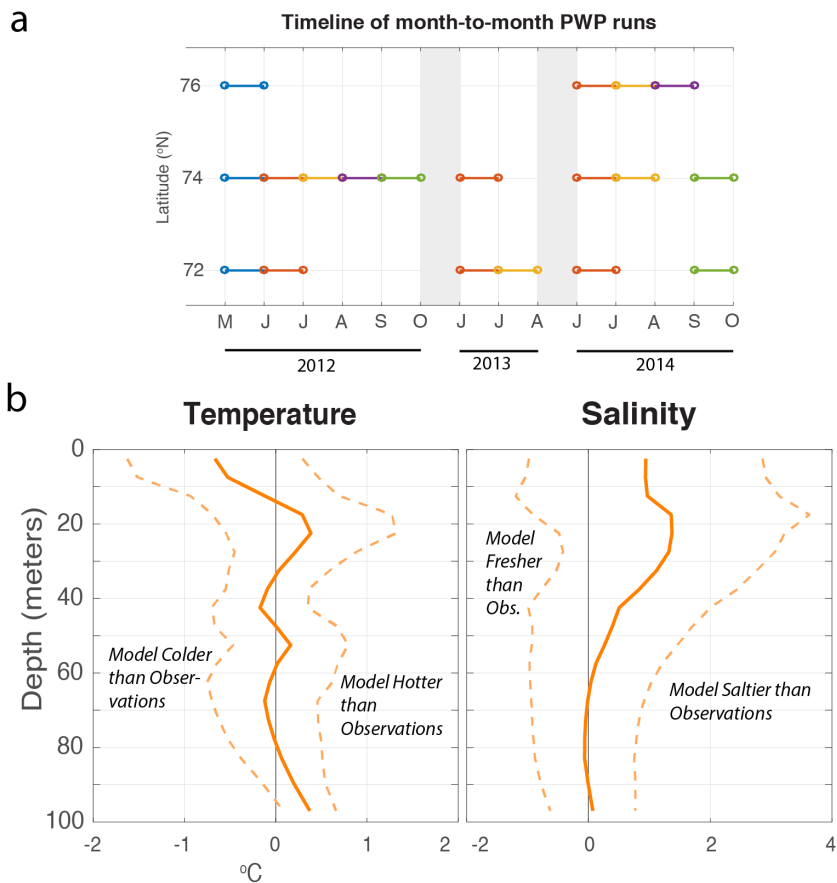 a
Timeline of month-to-month PWP runs
76
74
72
Latitude (ºN)
M J J A S O J J A J J A S O
2012 2013 2014
b
Temperature Salinity
0
20
40
60
80
100
Depth (meters)
Model Colder
than Obser-
vations
Model Hotter
than
Observations
Model
Fresher
than
Obs.
Model Saltier than
Observations
-2 -1 0 1 2 -2 0 2 4
ºC